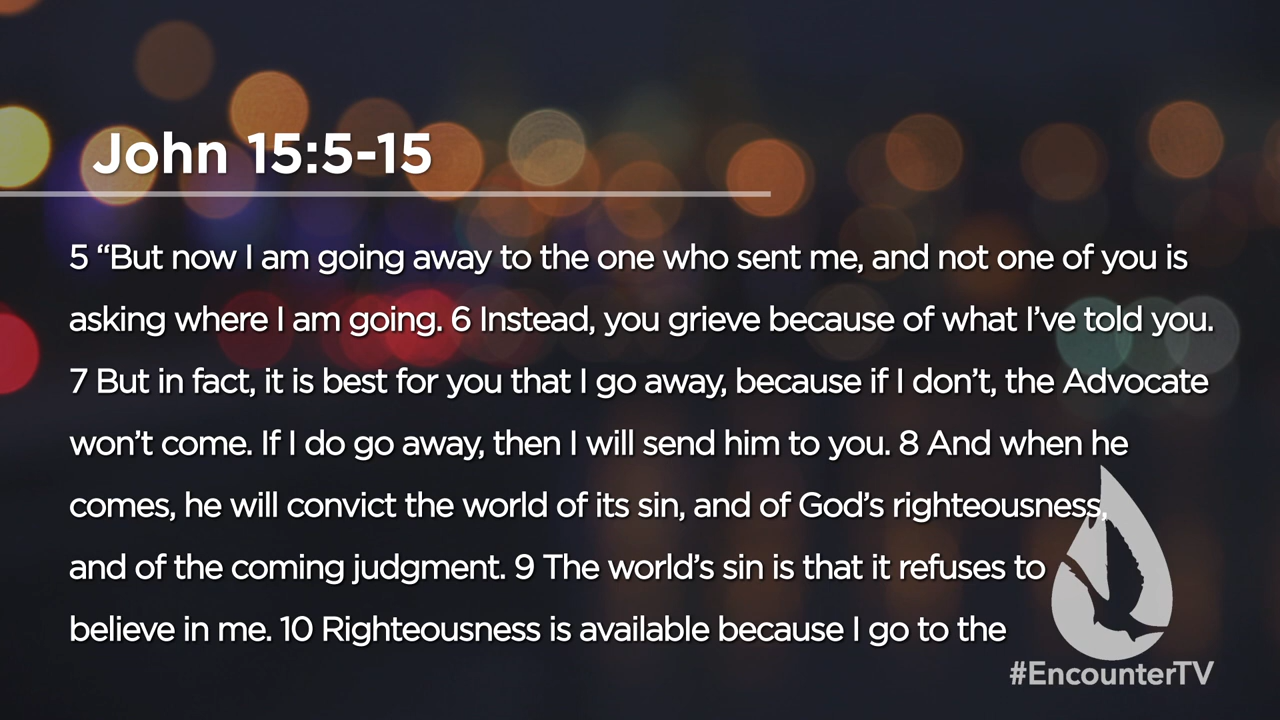 John 15:5-15
5 “But now I am going away to the one who sent me, and not one of you is
asking where I am going. 6 Instead, you grieve because of what I’ve told you.
7 But in fact, it is best for you that I go away, because if I don’t, the Advocate
won’t come. If I do go away, then I will send him to you. 8 And when he
comes, he will convict the world of its sin, and of God’s righteousness,
and of the coming judgment. 9 The world’s sin is that it refuses to
believe in me. 10 Righteousness is available because I go to the
#EncounterTV